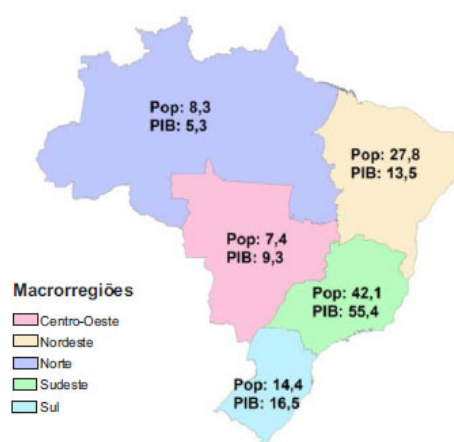 Pop: 8,3
PIB: 5,3
Pop: 27,8
PIB: 13,5
Pop: 7,4
PIB: 9,3
Pop: 42,1
PIB: 55,4
Pop: 14,4
PIB: 16,5
Macrorregiões
Centro-Oeste
Nordeste
Norte
Sudeste
Sul